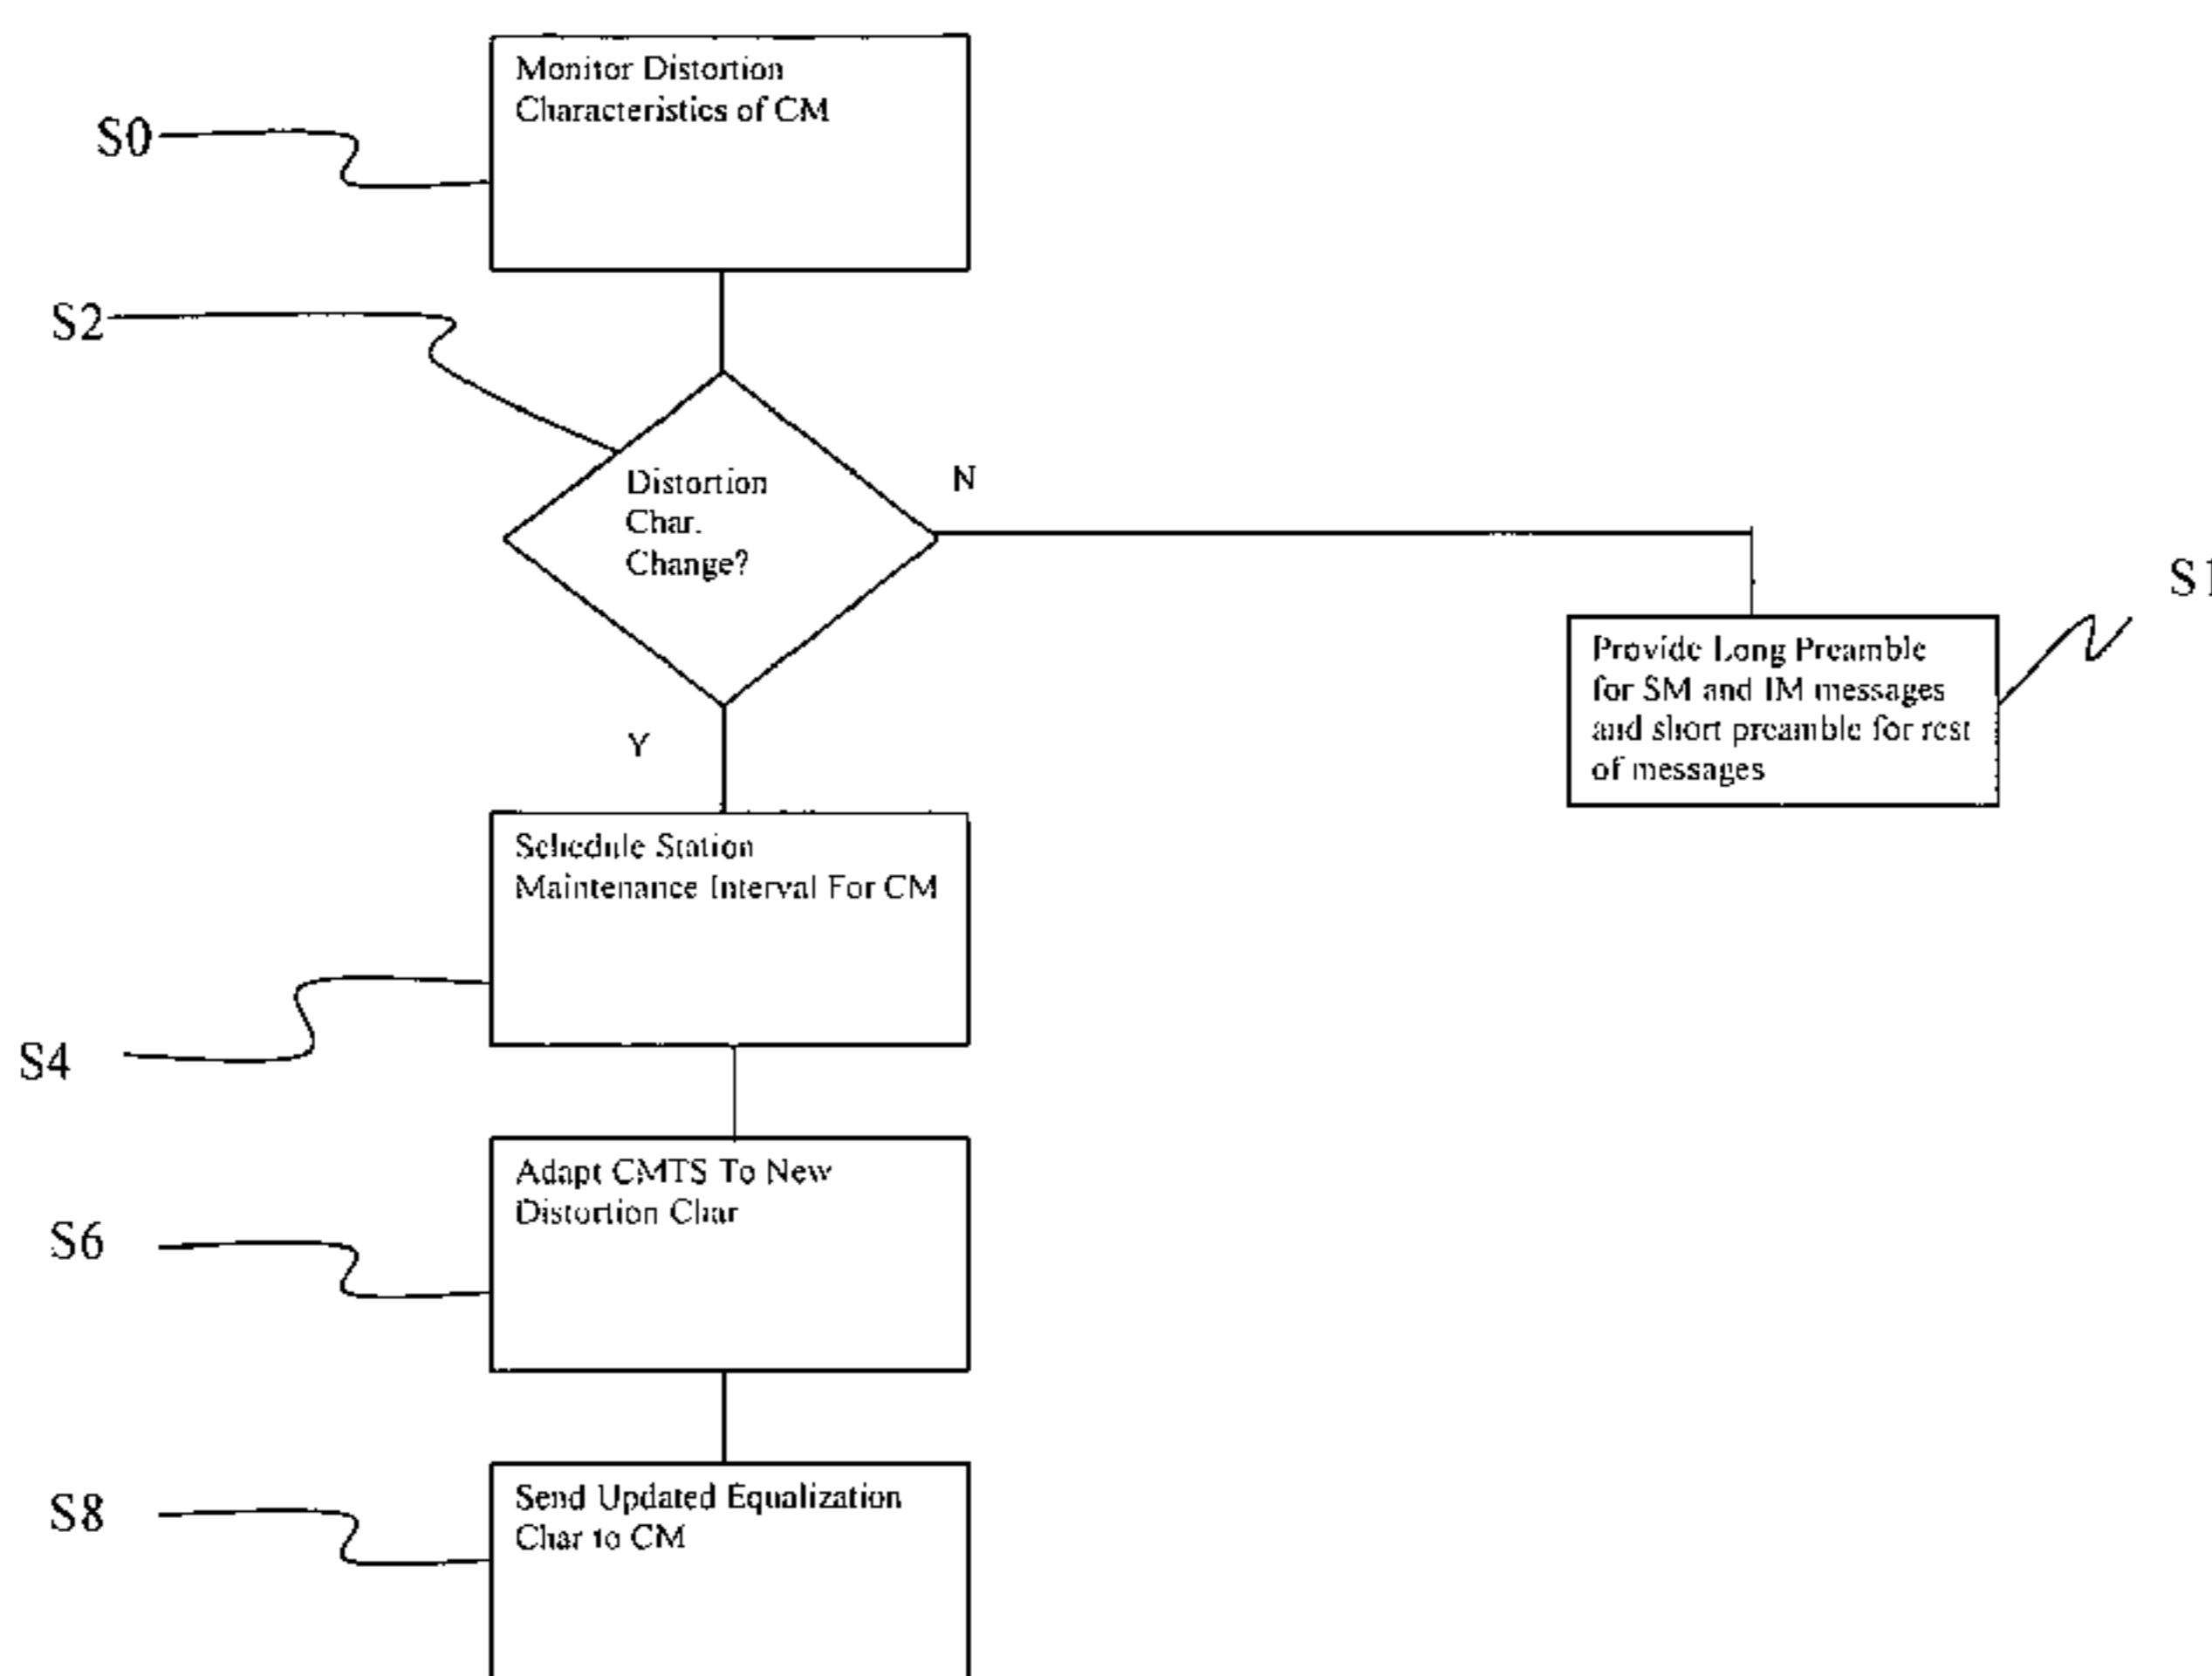 Monitor Distortion
Characteristics of CM
S0
S2
Distortion
Char.
Change?
N
Y
Provide Long Preamble
for SM and IM messages
and short preamble for rest
of messages
Schedule Station
Maintenance Interval For CM
S4
Adapt CMTS To New
Distortion Char
S6
Send Updated Equalization
Char to CM
S8